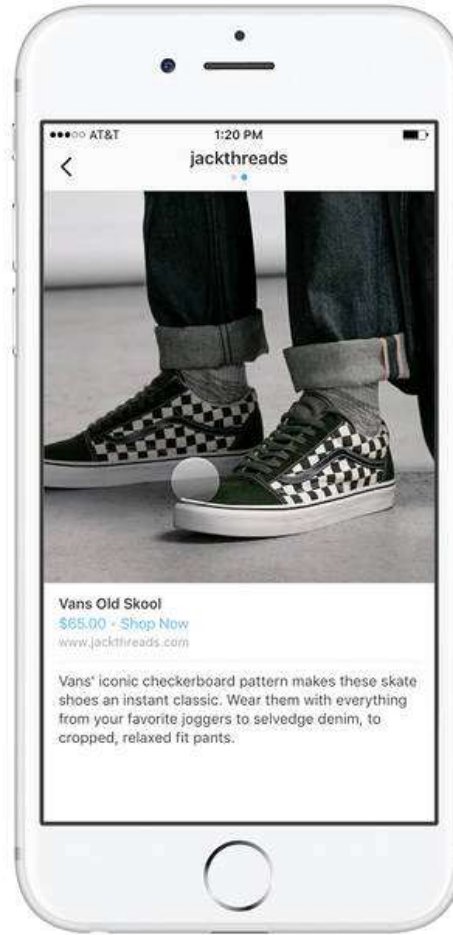 AT&T 1:20 PM
jackthreads
Vans Old Skool
$65.00 · Shop Now
www.jackthreads.com
Vans' iconic checkerboard pattern makes these skate
shoes an instant classic. Wear them with everything
from your favorite joggers to selvedge denim, to
cropped, relaxed fit pants.